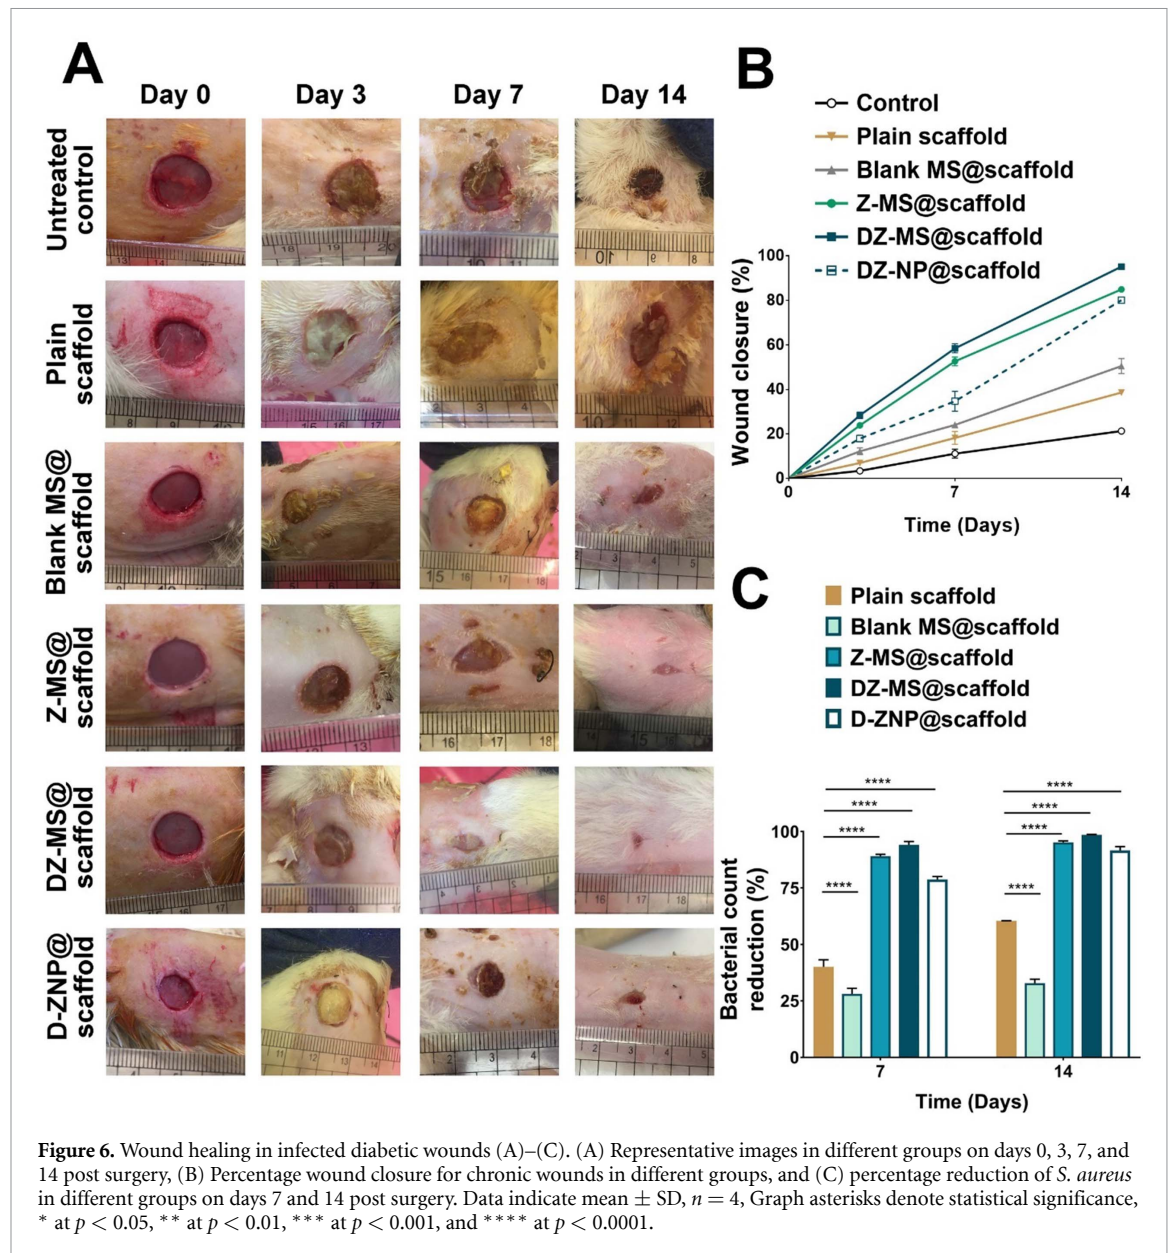 A
Day 0 Day 3 Day 7 Day 14
Untreated
control
Plain
scaffold
Blank MS@
scaffold
Z-MS@
scaffold
DZ-MS@
scaffold
D-ZNP@
scaffold
B
Control
Plain scaffold
Blank MS@scaffold
Z-MS@scaffold
DZ-MS@scaffold
DZ-NP@scaffold
Wound closure (%)
100
80
60
40
20
0
0 7 14
Time (Days)
C
Plain scaffold
Blank MS@scaffold
Z-MS@scaffold
DZ-MS@scaffold
D-ZNP@scaffold
Bacterial count
reduction (%)
100
75
50
25
0
**** ****
**** ****
**** ****
**** ****
7 14
Time (Days)
Figure 6. Wound healing in infected diabetic wounds (A)–(C). (A) Representative images in different groups on days 0, 3, 7, and
14 post surgery, (B) Percentage wound closure for chronic wounds in different groups, and (C) percentage reduction of S. aureus
in different groups on days 7 and 14 post surgery. Data indicate mean ± SD, n = 4, Graph asterisks denote statistical significance,
* at p < 0.05, ** at p < 0.01, *** at p < 0.001, and **** at p < 0.0001.